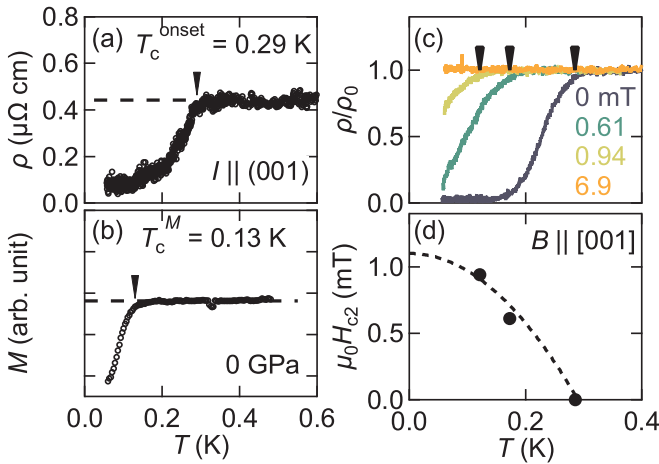 (a) T_c^onset = 0.29 K
0.8
0.6
0.4
0.2
0.0
ρ (μΩ cm)
I || (001)
(b) T_c^M = 0.13 K
M (arb. unit)
0 GPa
0.0 0.2 0.4 0.6
T (K)
(c)
1.0
0.5
0.0
ρ/ρ0
0 mT
0.61
0.94
6.9
(d) B || [001]
1.0
0.5
0.0
μ0Hc2 (mT)
0.0 0.2 0.4
T (K)